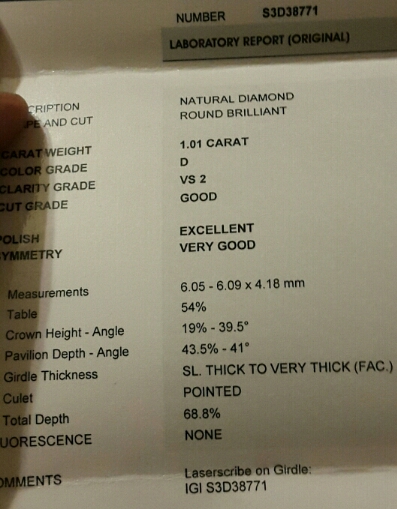 NUMBER S3D38771
LABORATORY REPORT (ORIGINAL)
CRIPTION NATURAL DIAMOND
PE AND CUT ROUND BRILLIANT
CARAT WEIGHT 1.01 CARAT
COLOR GRADE D
CLARITY GRADE VS 2
CUT GRADE GOOD
POLISH EXCELLENT
YMMETRY VERY GOOD
Measurements 6.05 - 6.09 x 4.18 mm
Table 54%
Crown Height - Angle 19% - 39.5°
Pavilion Depth - Angle 43.5% - 41°
Girdle Thickness SL. THICK TO VERY THICK (FAC.)
Culet POINTED
Total Depth 68.8%
UORESCENCE NONE
OMMENTS Laserscribe on Girdle:
IGI S3D38771